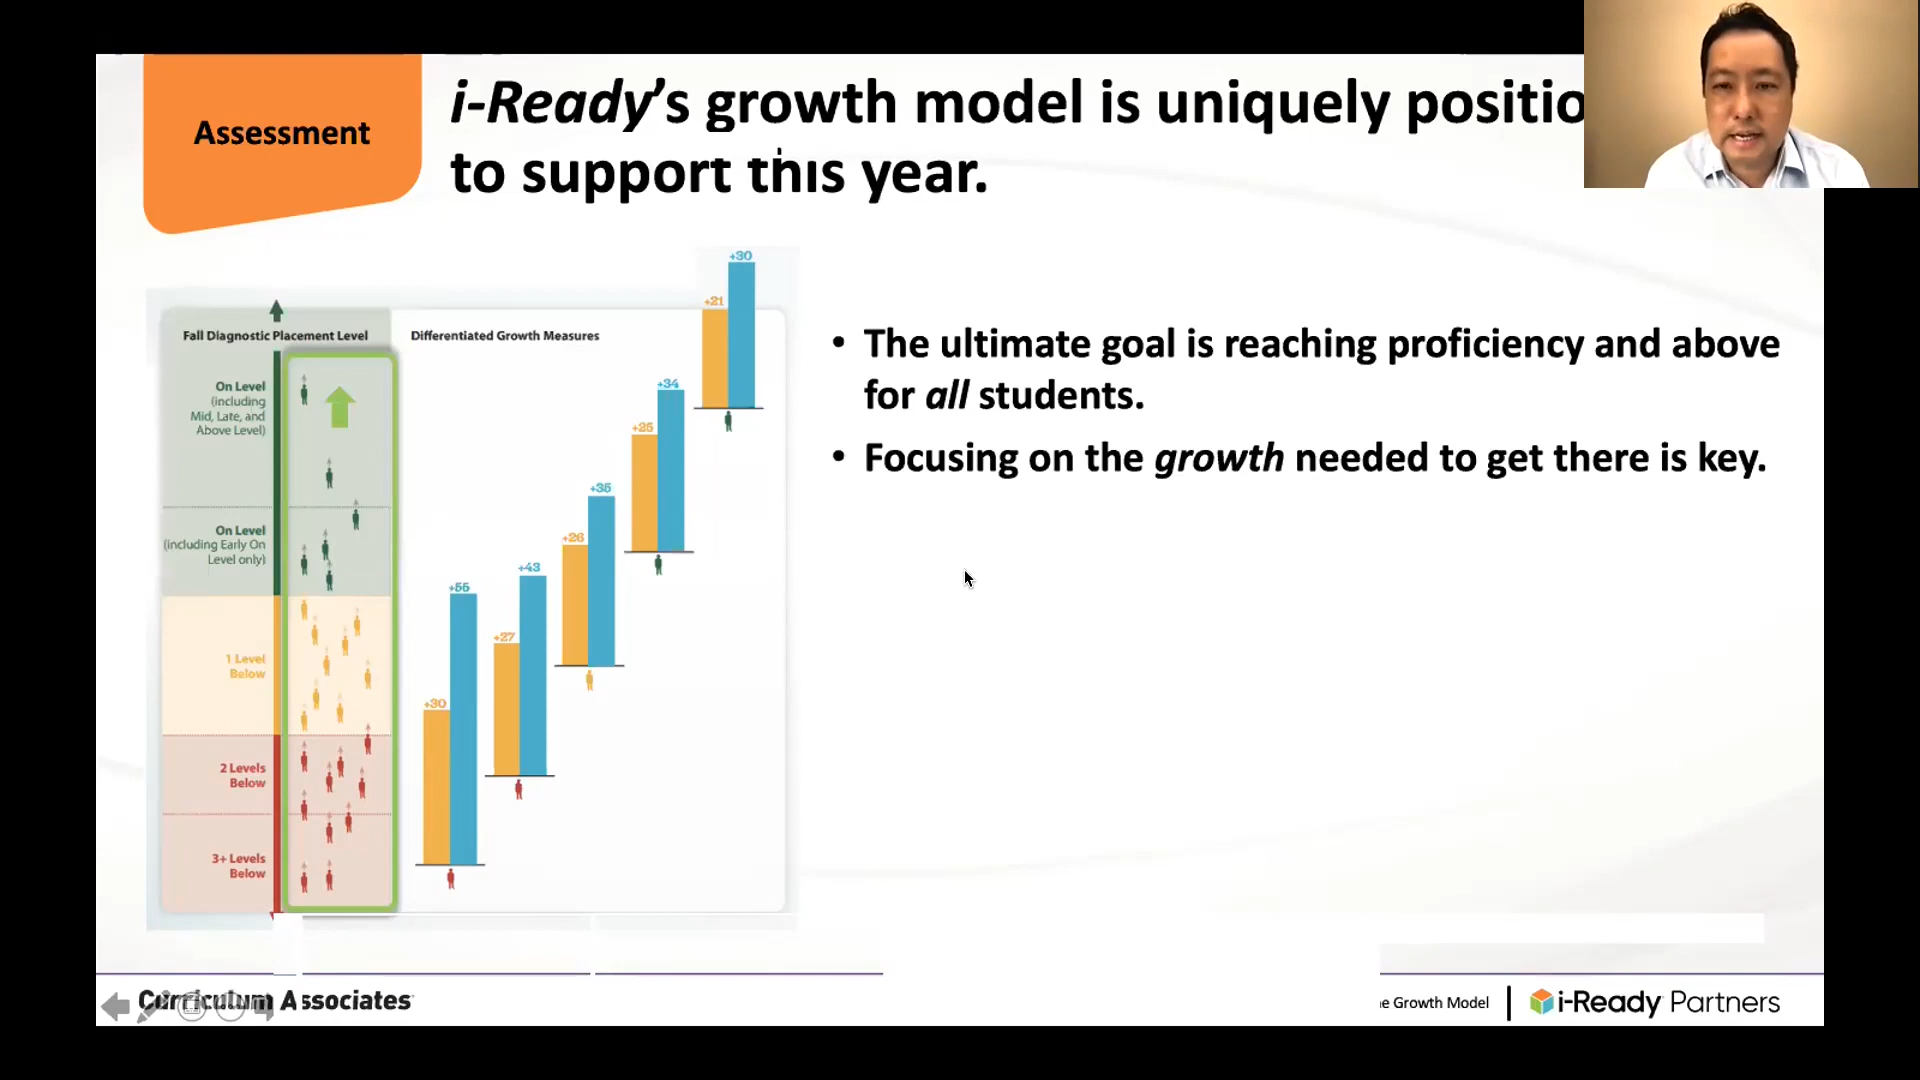 Assessment
i-Ready's growth model is uniquely positio
to support this year.
Fall Diagnostic Placement Level
Differentiated Growth Measures
On Level
(including
Mid, Late, and
Above Level)
On Level
(including Early On
Level only)
1 Level
Below
2 Levels
Below
3+ Levels
Below
+30
+55
+27
+43
+26
+35
+25
+34
+21
+30
• The ultimate goal is reaching proficiency and above
for all students.
• Focusing on the growth needed to get there is key.
Curriculum Associates
e Growth Model
i-Ready Partners